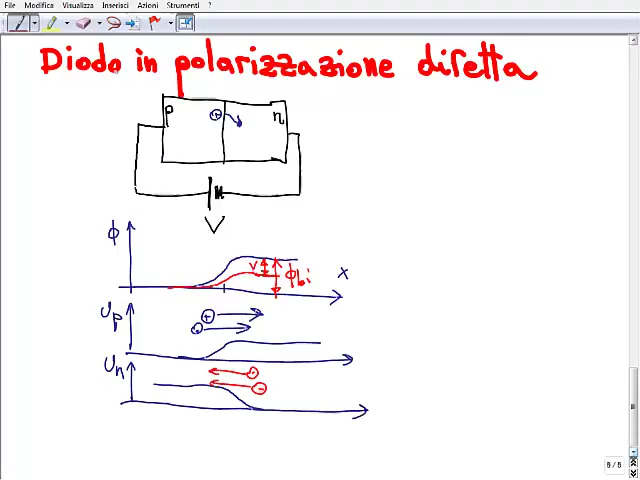 File Modifica Visualizza Inserisci Azioni Strumenti ?
Diodo in polarizzazione diretta
p n
+
V
ϕ
V ϕbi x
Up
+
+
Un
-
-
5 / 5